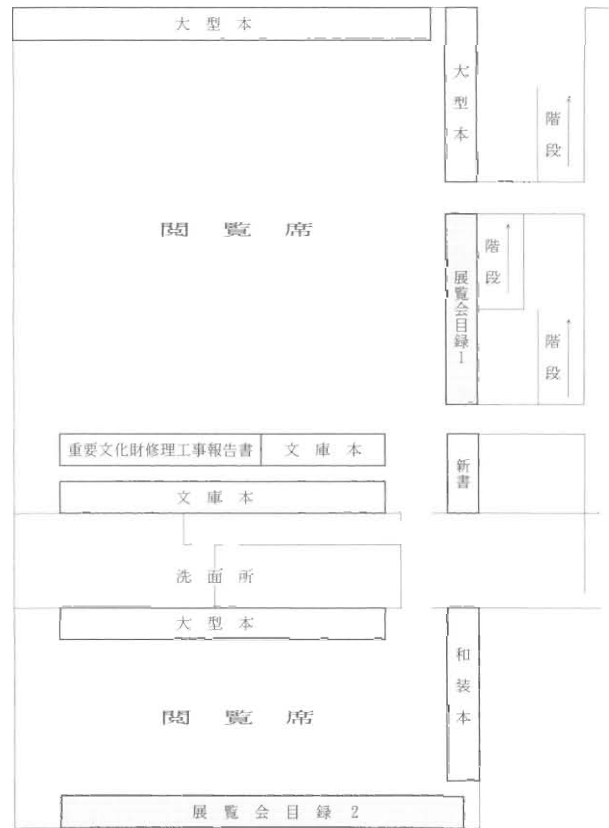 大型本
大型本
階段
閲覧席
階段
展覧会目録1
階段
重要文化財修理工事報告書
文庫本
新書
文庫本
洗面所
大型本
和装本
閲覧席
展覧会目録2